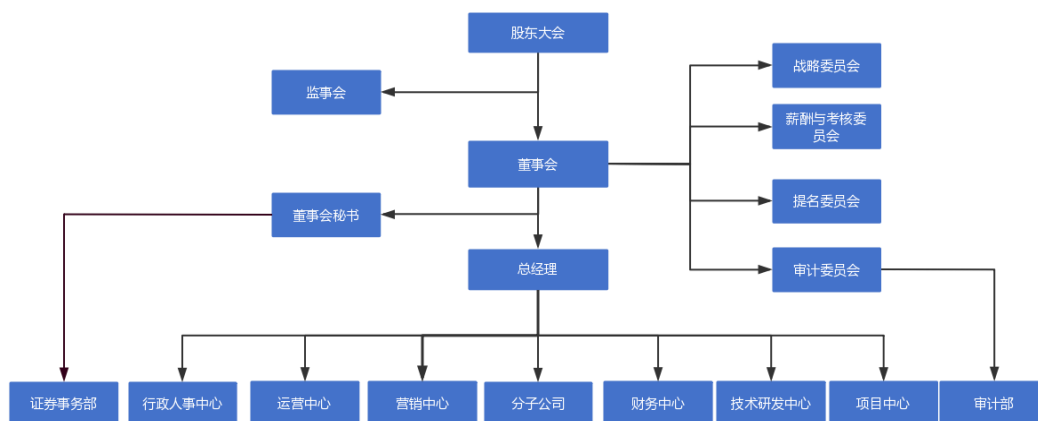 股东大会
监事会
战略委员会
薪酬与考核委
员会
董事会
提名委员会
董事会秘书
总经理
审计委员会
证券事务部
行政人事中心
运营中心
营销中心
分子公司
财务中心
技术研发中心
项目中心
审计部